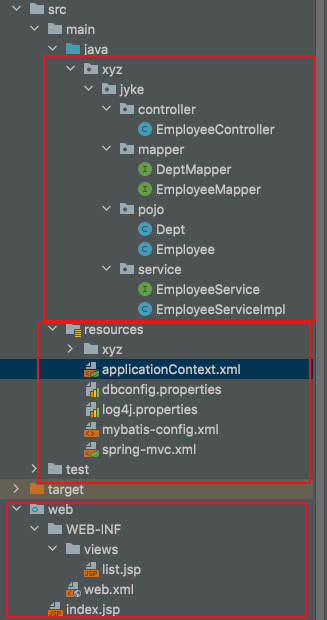 src
main
java
xyz
jyke
controller
EmployeeController
mapper
DeptMapper
EmployeeMapper
pojo
Dept
Employee
service
EmployeeService
EmployeeServiceImpl
resources
xyz
applicationContext.xml
dbconfig.properties
log4j.properties
mybatis-config.xml
spring-mvc.xml
test
target
web
WEB-INF
views
list.jsp
web.xml
index.jsp